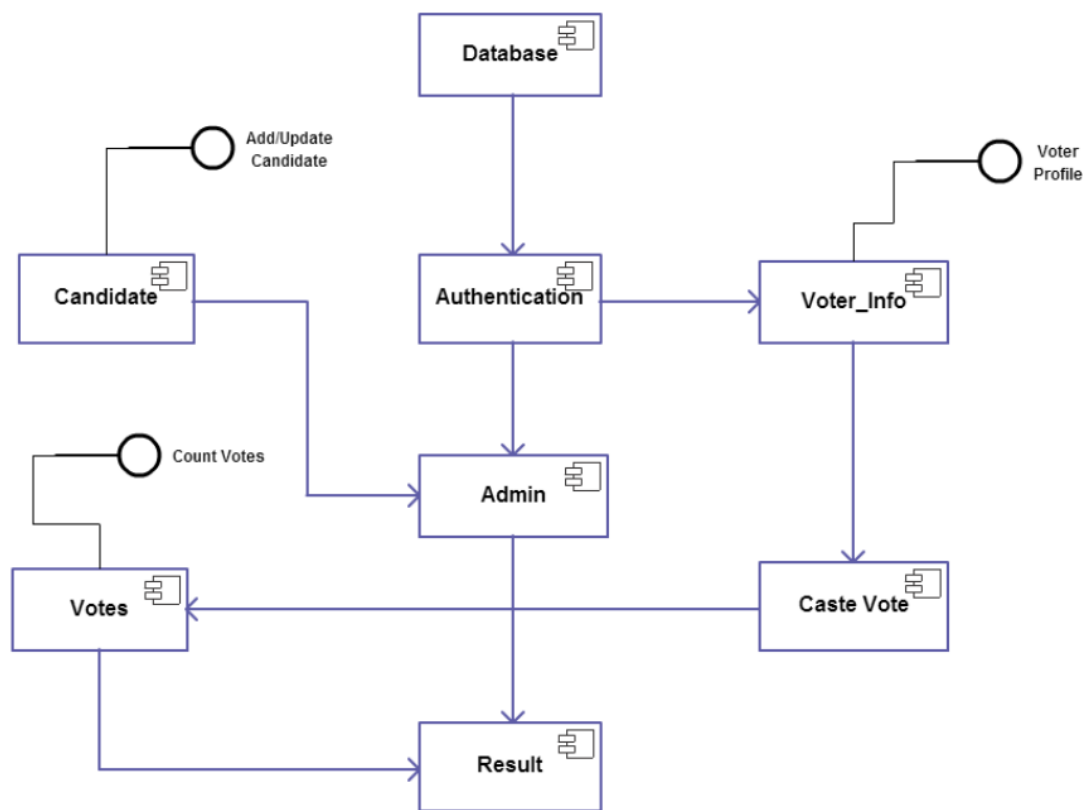 Database
Add/Update
Candidate
Voter
Profile
Candidate
Authentication
Voter_Info
Count Votes
Admin
Votes
Caste Vote
Result